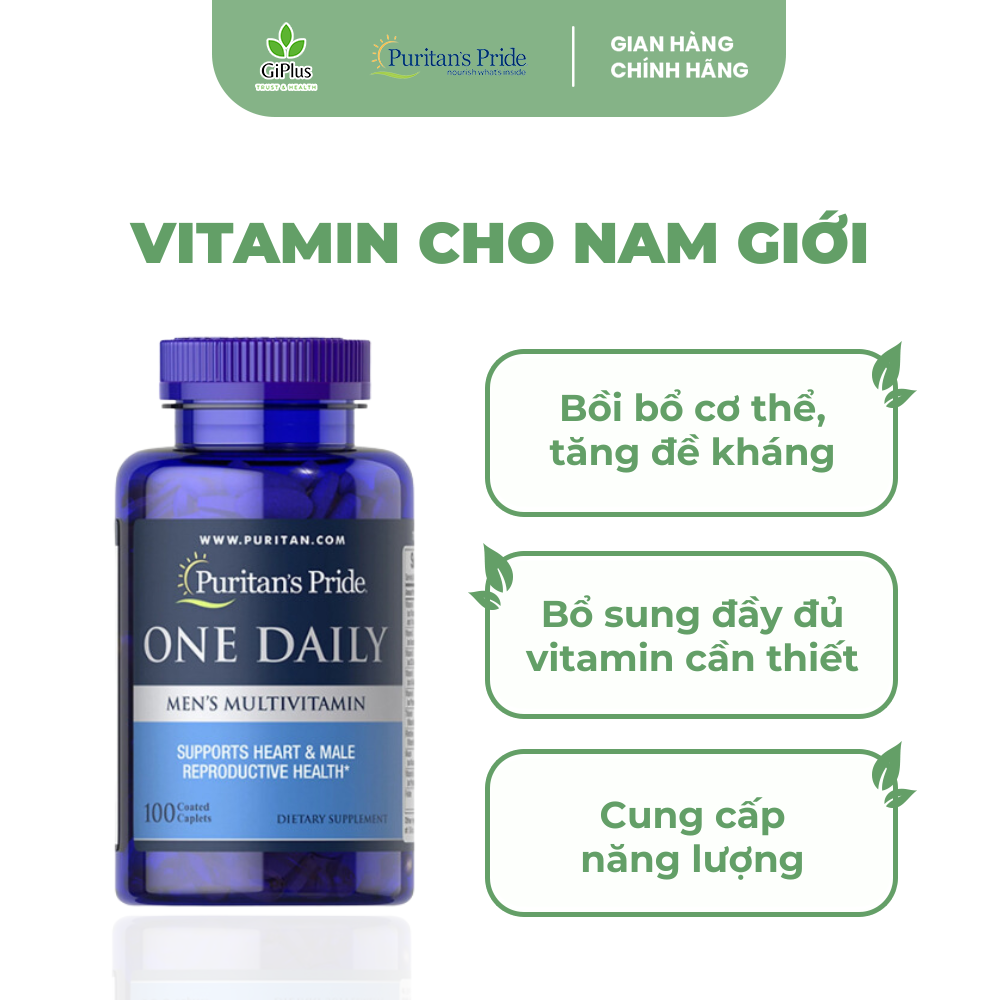 GiPlus
TRUST & HEALTH
Puritan's Pride
nourish what's inside
GIAN HÀNG
CHÍNH HÃNG
VITAMIN CHO NAM GIỚI
WWW.PURITAN.COM
Puritan's Pride
ONE DAILY
MEN'S MULTIVITAMIN
SUPPORTS HEART & MALE
REPRODUCTIVE HEALTH*
100 Coated
Caplets
DIETARY SUPPLEMENT
Bồi bổ cơ thể,
tăng đề kháng
Bổ sung đầy đủ
vitamin cần thiết
Cung cấp
năng lượng